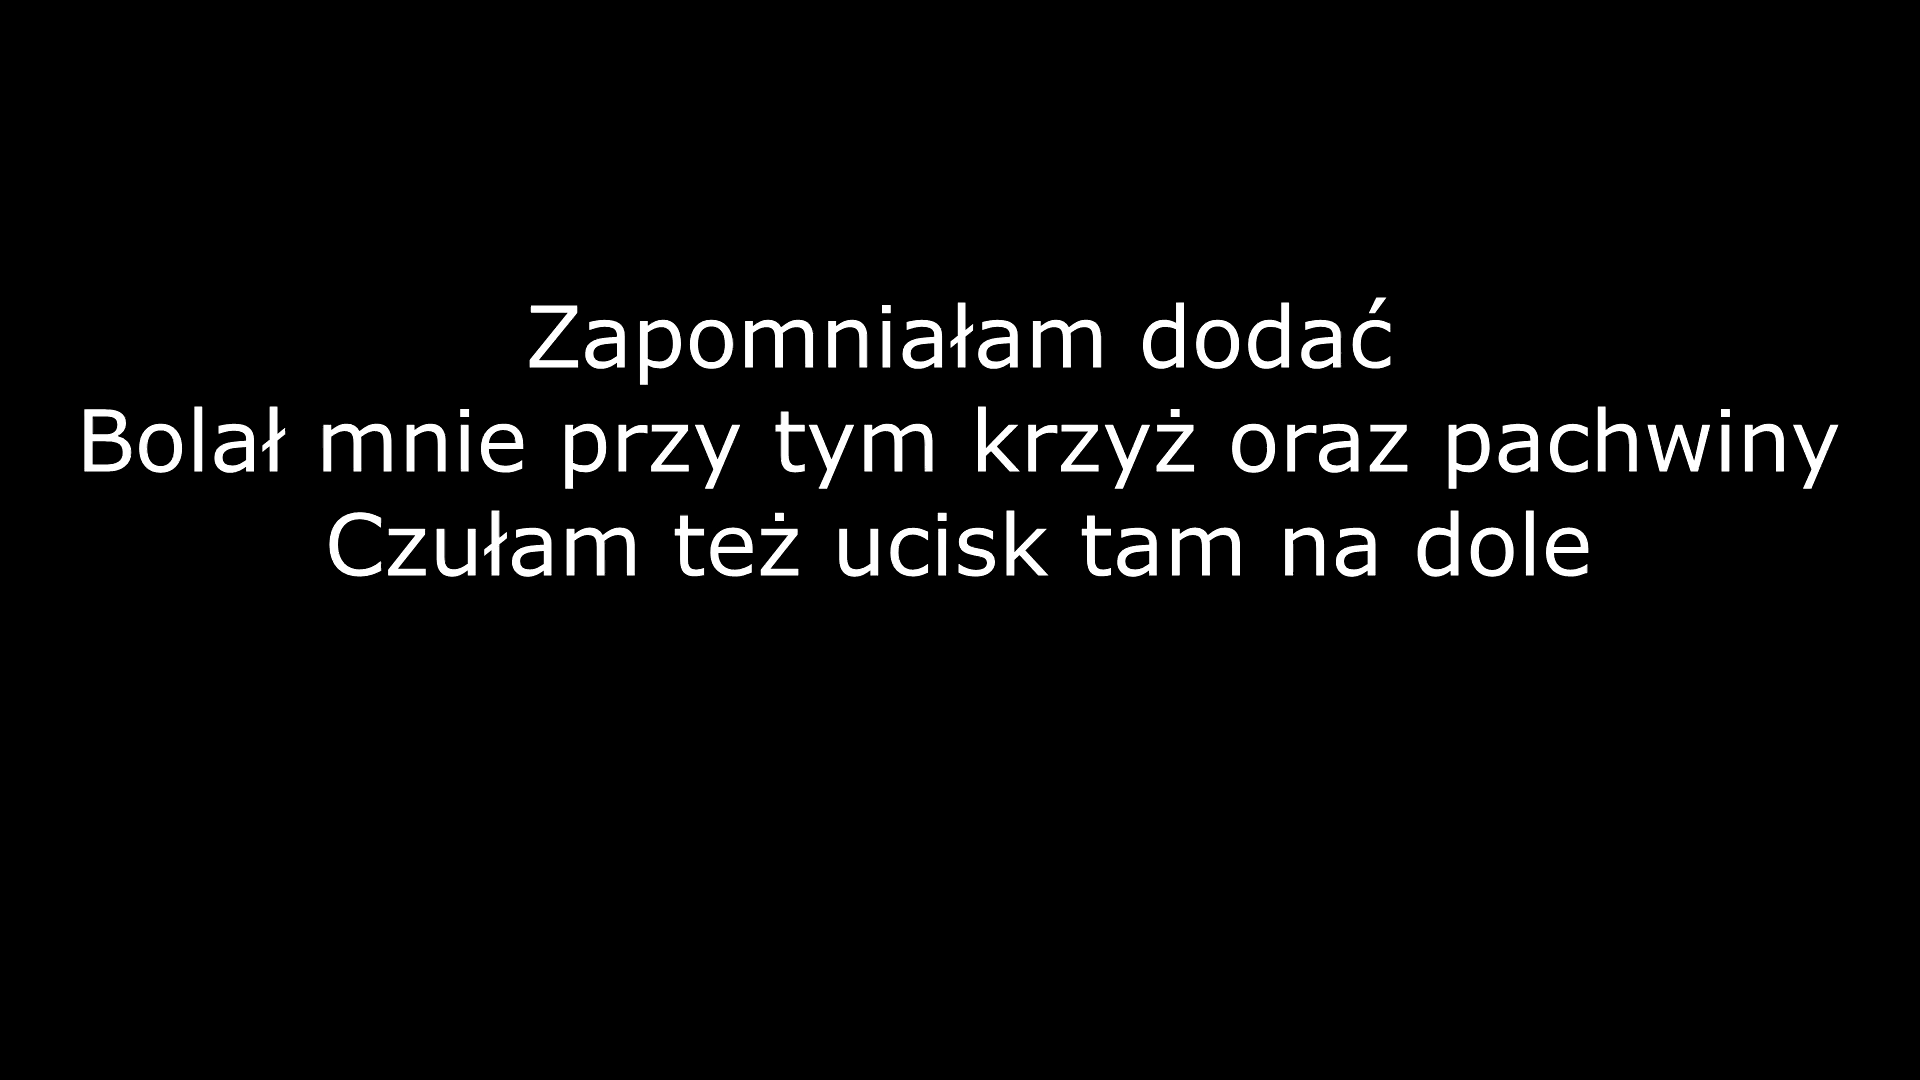 Zapomniałam dodać
Bolał mnie przy tym krzyż oraz pachwiny
Czułam też ucisk tam na dole